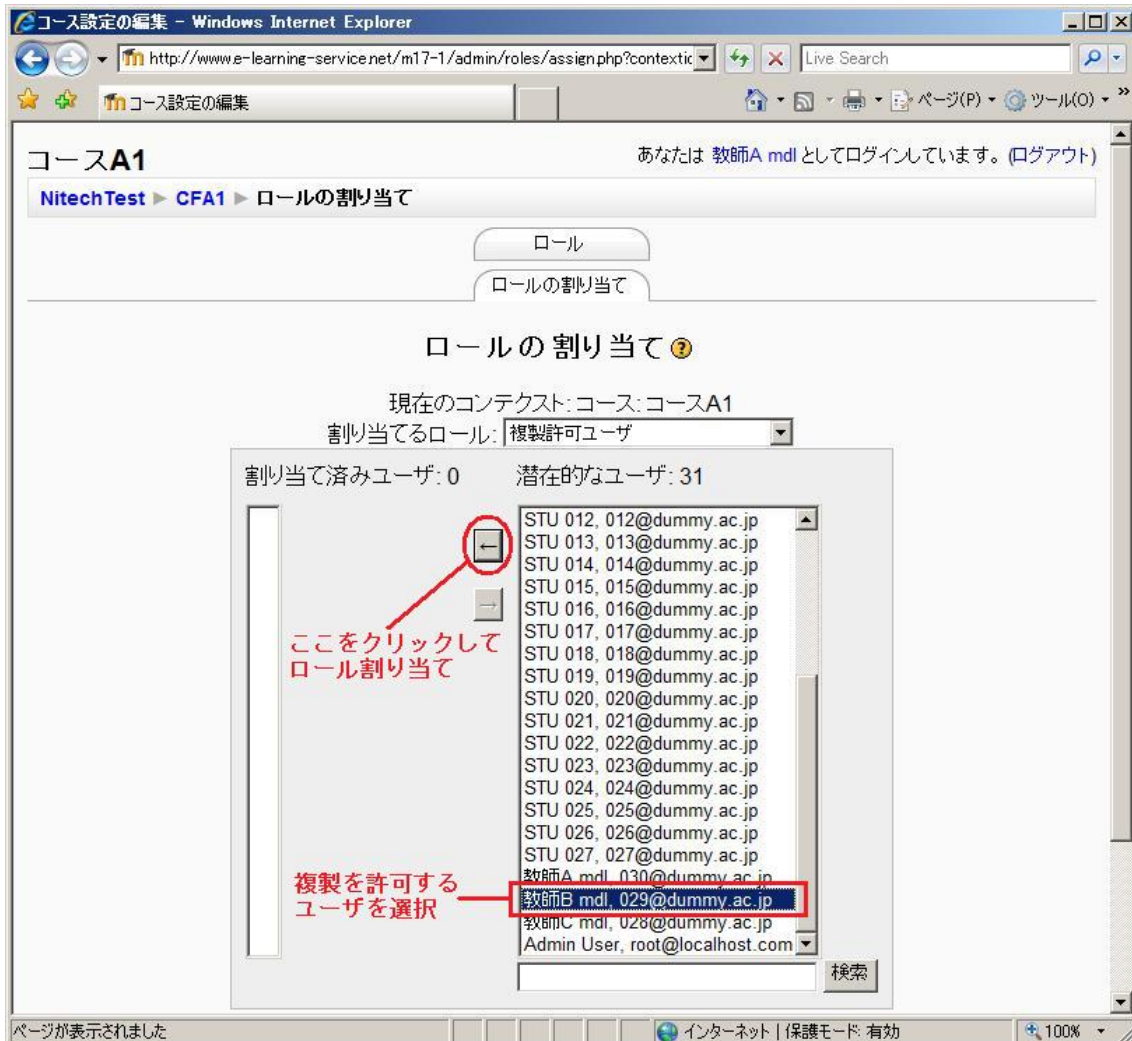 コース設定の編集 - Windows Internet Explorer
http://www.e-learning-service.net/m17-1/admin/roles/assign.php?contextic
Live Search
コース設定の編集
ページ(P)
ツール(O)
コースA1
あなたは 教師A mdl としてログインしています。(ログアウト)
NitechTest ► CFA1 ► ロールの割り当て
ロール
ロールの割り当て
ロールの割り当て
現在のコンテクスト: コース: コースA1
割り当てるロール: 複製許可ユーザ
割り当て済みユーザ: 0
潜在的なユーザ: 31
STU 012, 012@dummy.ac.jp
STU 013, 013@dummy.ac.jp
←
STU 014, 014@dummy.ac.jp
STU 015, 015@dummy.ac.jp
STU 016, 016@dummy.ac.jp
→
STU 017, 017@dummy.ac.jp
STU 018, 018@dummy.ac.jp
STU 019, 019@dummy.ac.jp
STU 020, 020@dummy.ac.jp
STU 021, 021@dummy.ac.jp
STU 022, 022@dummy.ac.jp
STU 023, 023@dummy.ac.jp
STU 024, 024@dummy.ac.jp
STU 025, 025@dummy.ac.jp
STU 026, 026@dummy.ac.jp
STU 027, 027@dummy.ac.jp
教師A mdl, 030@dummy.ac.jp
教師B mdl, 029@dummy.ac.jp
教師C mdl, 028@dummy.ac.jp
Admin User, root@localhost.com
ここをクリックして
ロール割り当て
複製を許可する
ユーザを選択
検索
ページが表示されました
インターネット | 保護モード: 有効
100%